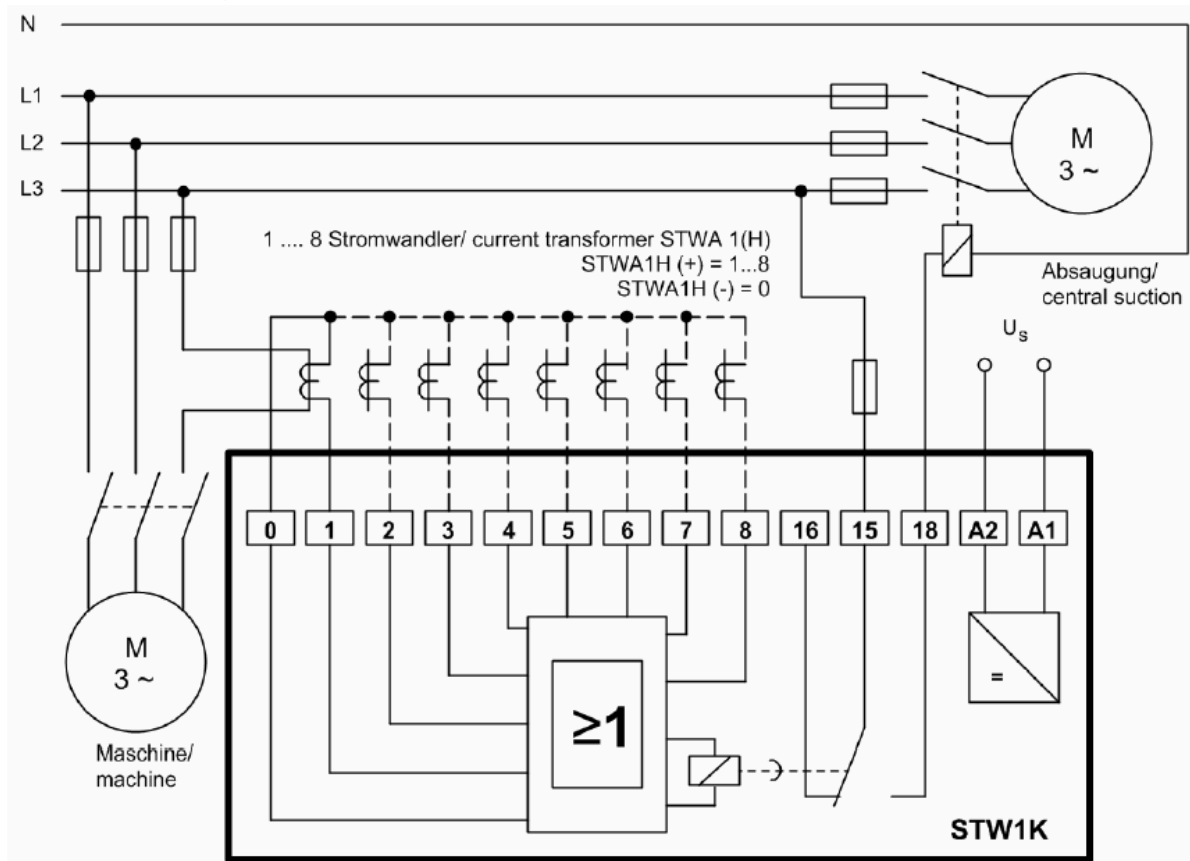 N
L1
L2
L3
M
3 ~
1 .... 8 Stromwandler/ current transformer STWA 1(H)
STWA1H (+) = 1...8
STWA1H (-) = 0
Absaugung/
central suction
Us
0 1 2 3 4 5 6 7 8 16 15 18 A2 A1
M
3 ~
≥1
=
Maschine/
machine
STW1K